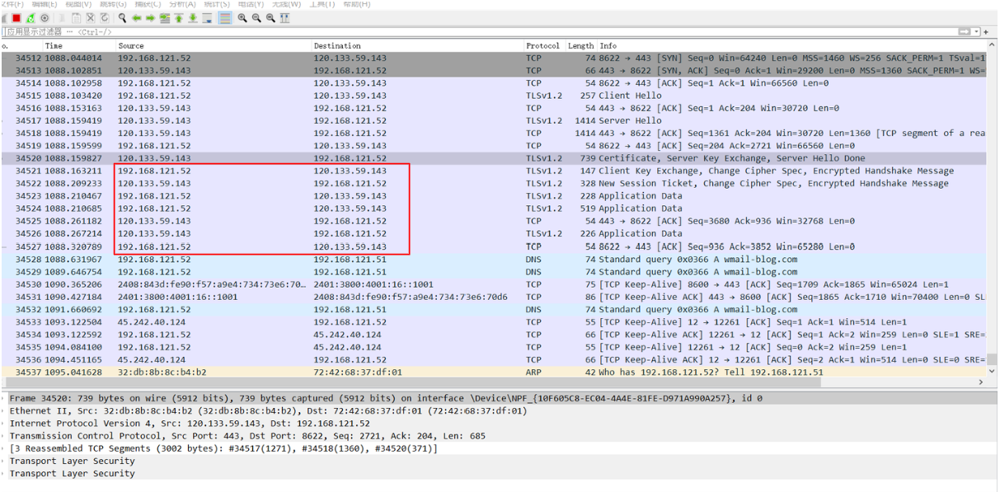 文件(F) 编辑(E) 视图(V) 跳转(G) 捕获(C) 分析(A) 统计(S) 电话(Y) 无线(W) 工具(T) 帮助(H)
应用显示过滤器 … <Ctrl-/>
o. Time Source Destination Protocol Length Info
34512 1088.044014 192.168.121.52 120.133.59.143 TCP 74 8622 → 443 [SYN] Seq=0 Win=64240 Len=0 MSS=1460 WS=256 SACK_PERM=1 TSval=1
34513 1088.102851 120.133.59.143 192.168.121.52 TCP 66 443 → 8622 [SYN, ACK] Seq=0 Ack=1 Win=29200 Len=0 MSS=1360 SACK_PERM=1 WS=
34514 1088.102958 192.168.121.52 120.133.59.143 TCP 54 8622 → 443 [ACK] Seq=1 Ack=1 Win=66560 Len=0
34515 1088.103420 192.168.121.52 120.133.59.143 TLSv1.2 257 Client Hello
34516 1088.153163 120.133.59.143 192.168.121.52 TCP 54 443 → 8622 [ACK] Seq=1 Ack=204 Win=30720 Len=0
34517 1088.159419 120.133.59.143 192.168.121.52 TLSv1.2 1414 Server Hello
34518 1088.159419 120.133.59.143 192.168.121.52 TCP 1414 443 → 8622 [ACK] Seq=1361 Ack=204 Win=30720 Len=1360 [TCP segment of a rea
34519 1088.159599 192.168.121.52 120.133.59.143 TCP 54 8622 → 443 [ACK] Seq=204 Ack=2721 Win=66560 Len=0
34520 1088.159827 120.133.59.143 192.168.121.52 TLSv1.2 739 Certificate, Server Key Exchange, Server Hello Done
34521 1088.163211 192.168.121.52 120.133.59.143 TLSv1.2 147 Client Key Exchange, Change Cipher Spec, Encrypted Handshake Message
34522 1088.209233 120.133.59.143 192.168.121.52 TLSv1.2 328 New Session Ticket, Change Cipher Spec, Encrypted Handshake Message
34523 1088.210467 192.168.121.52 120.133.59.143 TLSv1.2 228 Application Data
34524 1088.210685 192.168.121.52 120.133.59.143 TLSv1.2 519 Application Data
34525 1088.261182 120.133.59.143 192.168.121.52 TCP 54 443 → 8622 [ACK] Seq=3680 Ack=936 Win=32768 Len=0
34526 1088.267214 120.133.59.143 192.168.121.52 TLSv1.2 226 Application Data
34527 1088.320789 192.168.121.52 120.133.59.143 TCP 54 8622 → 443 [ACK] Seq=936 Ack=3852 Win=65280 Len=0
34528 1088.631967 192.168.121.52 192.168.121.51 DNS 74 Standard query 0x0366 A wmail-blog.com
34529 1089.646754 192.168.121.52 192.168.121.51 DNS 74 Standard query 0x0366 A wmail-blog.com
34530 1090.365206 2408:843d:fe90:f57:a9e4:734:73e6:70… 2401:3800:4001:16::1001 TCP 75 [TCP Keep-Alive] 8600 → 443 [ACK] Seq=1709 Ack=1865 Win=65024 Len=1
34531 1090.427184 2401:3800:4001:16::1001 2408:843d:fe90:f57:a9e4:734:73e6:70d6 TCP 86 [TCP Keep-Alive ACK] 443 → 8600 [ACK] Seq=1865 Ack=1710 Win=70400 Len=0 SL
34532 1091.660692 192.168.121.52 192.168.121.51 DNS 74 Standard query 0x0366 A wmail-blog.com
34533 1093.122504 45.242.40.124 192.168.121.52 TCP 55 [TCP Keep-Alive] 12 → 12261 [ACK] Seq=1 Ack=1 Win=514 Len=1
34534 1093.122592 192.168.121.52 45.242.40.124 TCP 66 [TCP Keep-Alive ACK] 12261 → 12 [ACK] Seq=1 Ack=2 Win=259 Len=0 SLE=1 SRE=
34535 1094.084100 192.168.121.52 45.242.40.124 TCP 55 [TCP Keep-Alive] 12261 → 12 [ACK] Seq=0 Ack=2 Win=259 Len=1
34536 1094.451165 45.242.40.124 192.168.121.52 TCP 66 [TCP Keep-Alive ACK] 12 → 12261 [ACK] Seq=2 Ack=1 Win=514 Len=0 SLE=0 SRE=
34537 1095.041628 32:db:8b:8c:b4:b2 72:42:68:37:df:01 ARP 42 Who has 192.168.121.52? Tell 192.168.121.51
Frame 34520: 739 bytes on wire (5912 bits), 739 bytes captured (5912 bits) on interface \Device\NPF_{10F605C8-EC04-4A4E-81FE-D971A990A257}, id 0
Ethernet II, Src: 32:db:8b:8c:b4:b2 (32:db:8b:8c:b4:b2), Dst: 72:42:68:37:df:01 (72:42:68:37:df:01)
Internet Protocol Version 4, Src: 120.133.59.143, Dst: 192.168.121.52
Transmission Control Protocol, Src Port: 443, Dst Port: 8622, Seq: 2721, Ack: 204, Len: 685
[3 Reassembled TCP Segments (3002 bytes): #34517(1271), #34518(1360), #34520(371)]
Transport Layer Security
Transport Layer Security